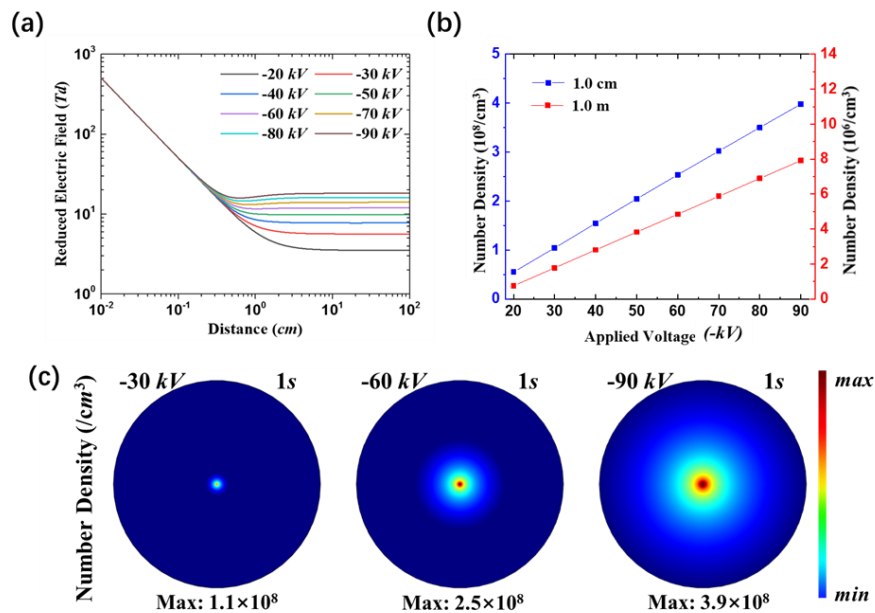 (a)
Reduced Electric Field (Td)
10³
10²
10¹
10⁰
-20 kV
-30 kV
-40 kV
-50 kV
-60 kV
-70 kV
-80 kV
-90 kV
10⁻²
10⁻¹
10⁰
10¹
10²
Distance (cm)
(b)
Number Density (10⁸/cm³)
5
4
3
2
1
0
1.0 cm
1.0 m
14
12
10
8
6
4
2
0
Number Density (10⁶/cm³)
20 30 40 50 60 70 80 90
Applied Voltage (-kV)
(c)
Number Density (/cm³)
-30 kV
1s
Max: 1.1×10⁸
-60 kV
1s
Max: 2.5×10⁸
-90 kV
1s
Max: 3.9×10⁸
max
min